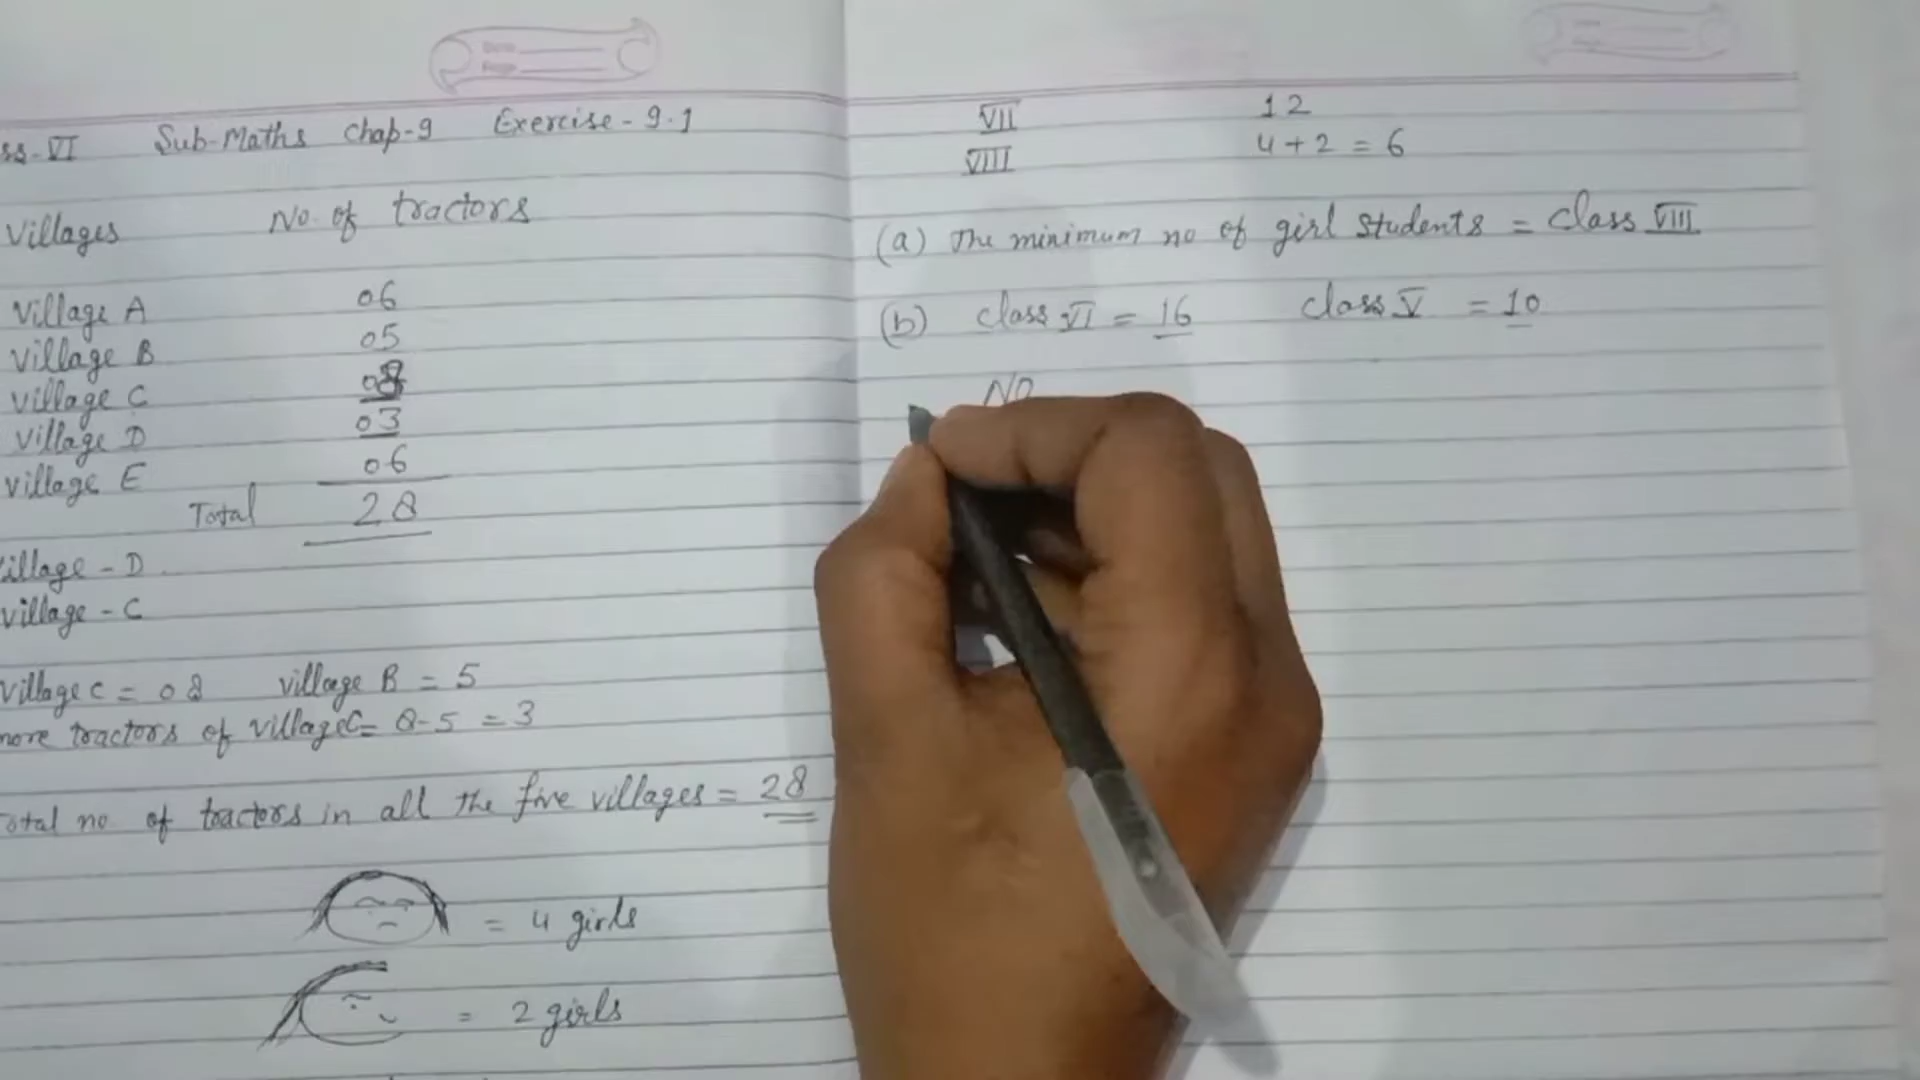 ss-VI Sub-Maths Chap-9 Exercise-9.1
Villages No. of tractors
Village A 06
Village B 05
Village C 08
Village D 03
Village E 06
Total 28
illage - D
Village - C
Village C = 08 village B = 5
more tractors of village C = 8-5 = 3
Total no. of tractors in all the five villages = 28
= 4 girls
= 2 girls
VII 12
VIII 4+2 = 6
(a) The minimum no of girl students = Class VIII
(b) class VI = 16 class V = 10
NO